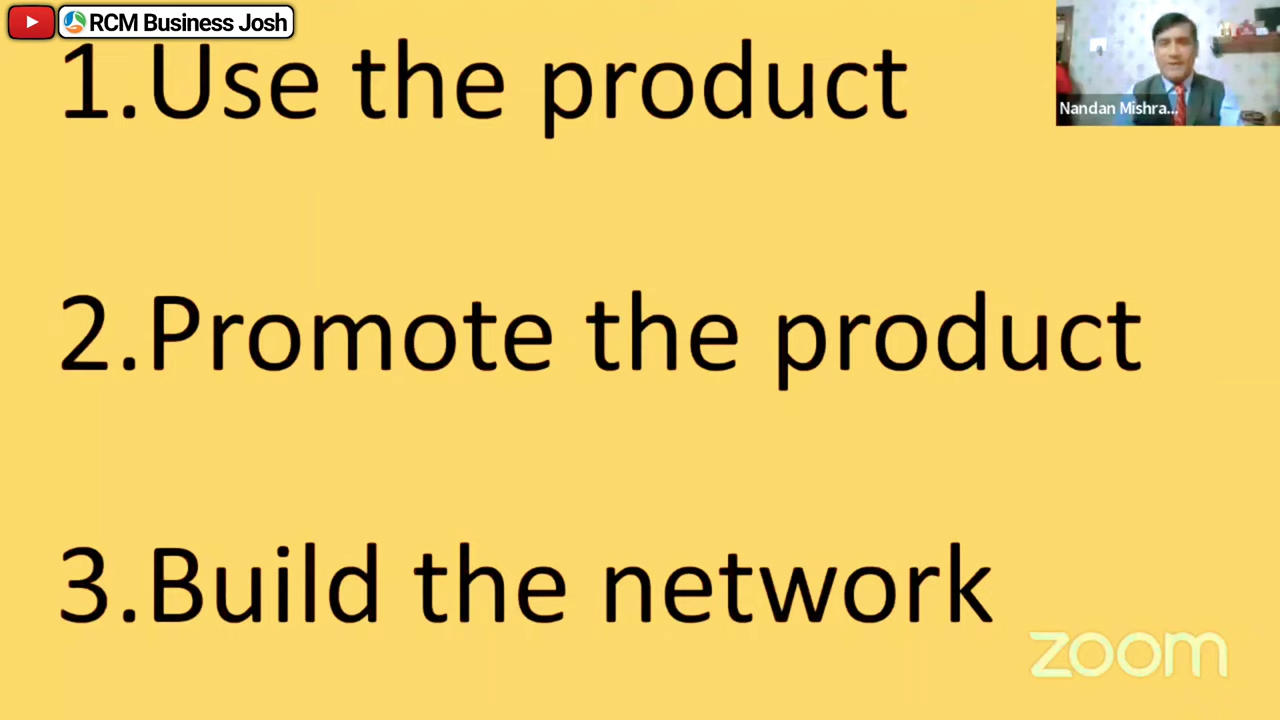 RCM Business Josh
1.Use the product
Nandan Mishra...
2.Promote the product
3.Build the network
zoom